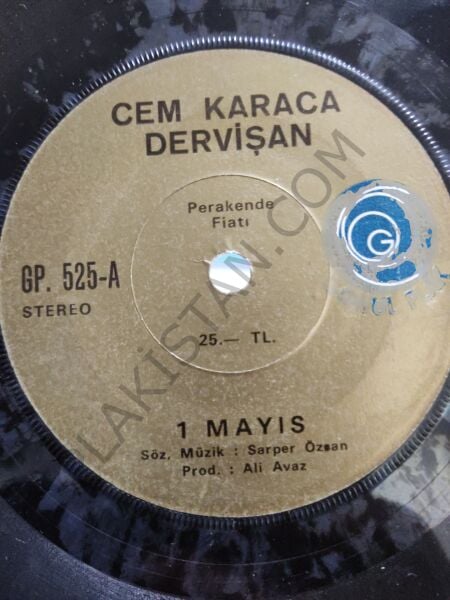 CEM KARACA
DERVİŞAN
Perakende
Fiatı
GP. 525-A
STEREO
25.— TL.
1 MAYIS
Söz, Müzik : Sarper Özsan
Prod. : Ali Avaz
G
PLAKİSTAN.COM